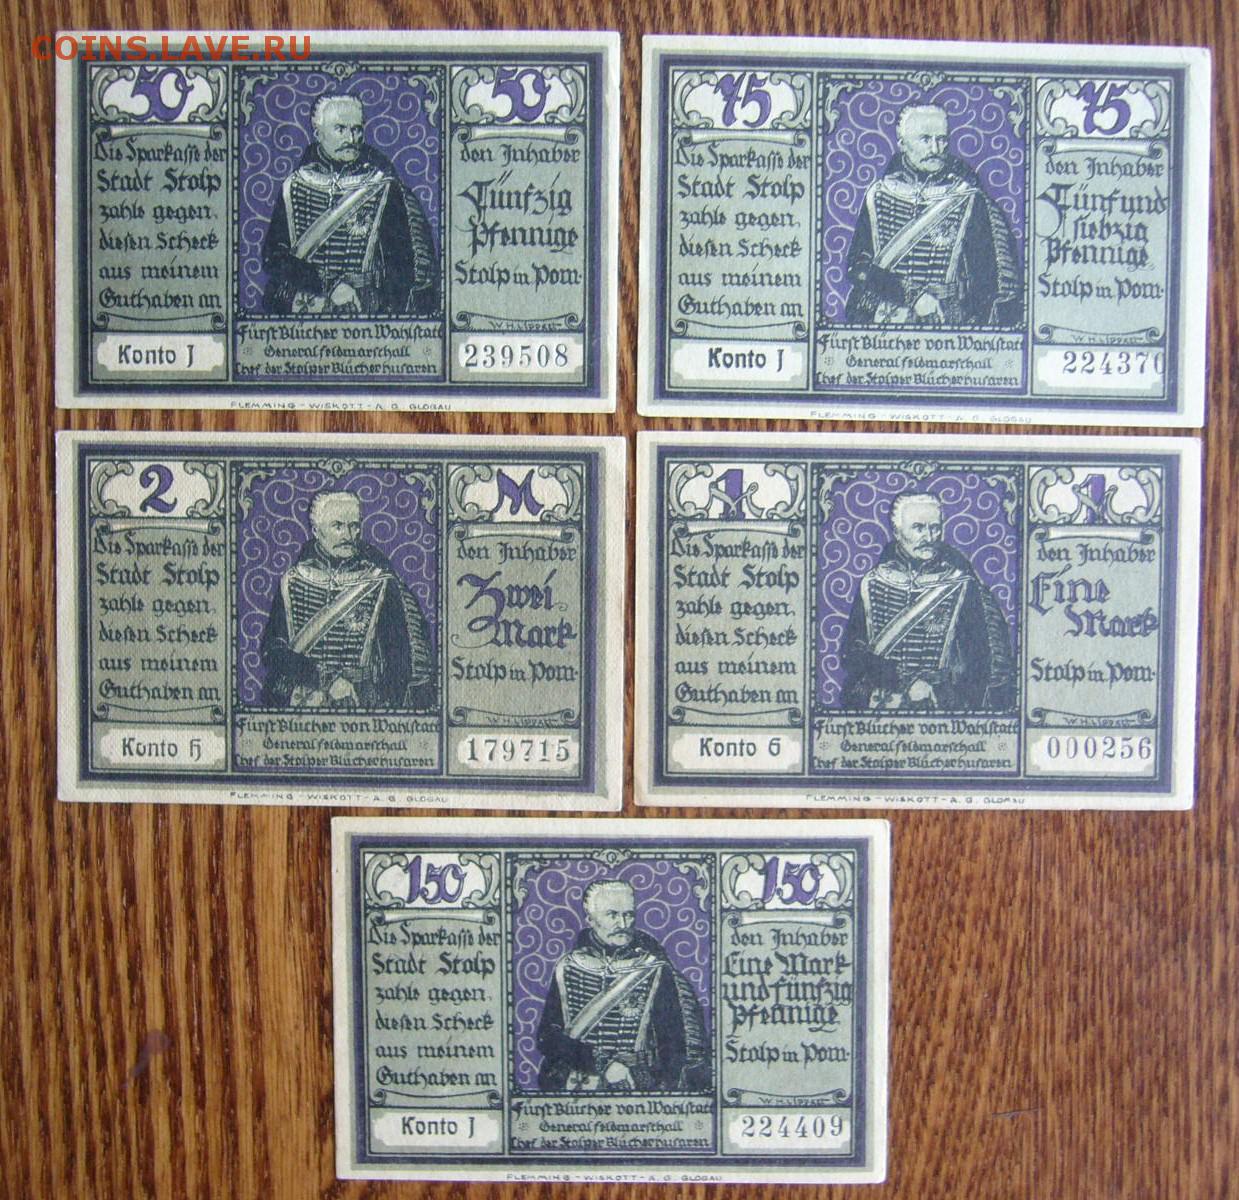 COINS.LAVE.RU
50
50
Die Sparkasse der
Stadt Stolp
zahle gegen
diesen Scheck
aus meinem
Guthaben an
Konto J
Fürst Blücher von Wahlstatt
Generalfeldmarschall
Chef der Stolper Blücherhusaren
den Inhaber
Fünfzig
Pfennige
Stolp in Pom.
W.H.LIPPERT
239508
FLEMMING - WISKOTT - A. G. GLOGAU
75
75
Die Sparkasse der
Stadt Stolp
zahle gegen
diesen Scheck
aus meinem
Guthaben an
Konto J
Fürst Blücher von Wahlstatt
Generalfeldmarschall
Chef der Stolper Blücherhusaren
den Inhaber
Fünfund
siebzig
Pfennige
Stolp in Pom.
W.H.LIPPERT
224370
FLEMMING - WISKOTT - A. G. GLOGAU
2
M
Die Sparkasse der
Stadt Stolp
zahle gegen
diesen Scheck
aus meinem
Guthaben an
Konto H
Fürst Blücher von Wahlstatt
Generalfeldmarschall
Chef der Stolper Blücherhusaren
den Inhaber
Zwei
Mark
Stolp in Pom.
W.H.LIPPERT
179715
FLEMMING - WISKOTT - A. G. GLOGAU
1
1
Die Sparkasse der
Stadt Stolp
zahle gegen
diesen Scheck
aus meinem
Guthaben an
Konto G
Fürst Blücher von Wahlstatt
Generalfeldmarschall
Chef der Stolper Blücherhusaren
den Inhaber
Eine
Mark
Stolp in Pom.
W.H.LIPPERT
000256
FLEMMING - WISKOTT - A. G. GLOGAU
1.50
1.50
Die Sparkasse der
Stadt Stolp
zahle gegen
diesen Scheck
aus meinem
Guthaben an
Konto J
Fürst Blücher von Wahlstatt
Generalfeldmarschall
Chef der Stolper Blücherhusaren
den Inhaber
Eine Mark
und fünfzig
Pfennige
Stolp in Pom.
W.H.LIPPERT
224409
FLEMMING - WISKOTT - A. G. GLOGAU